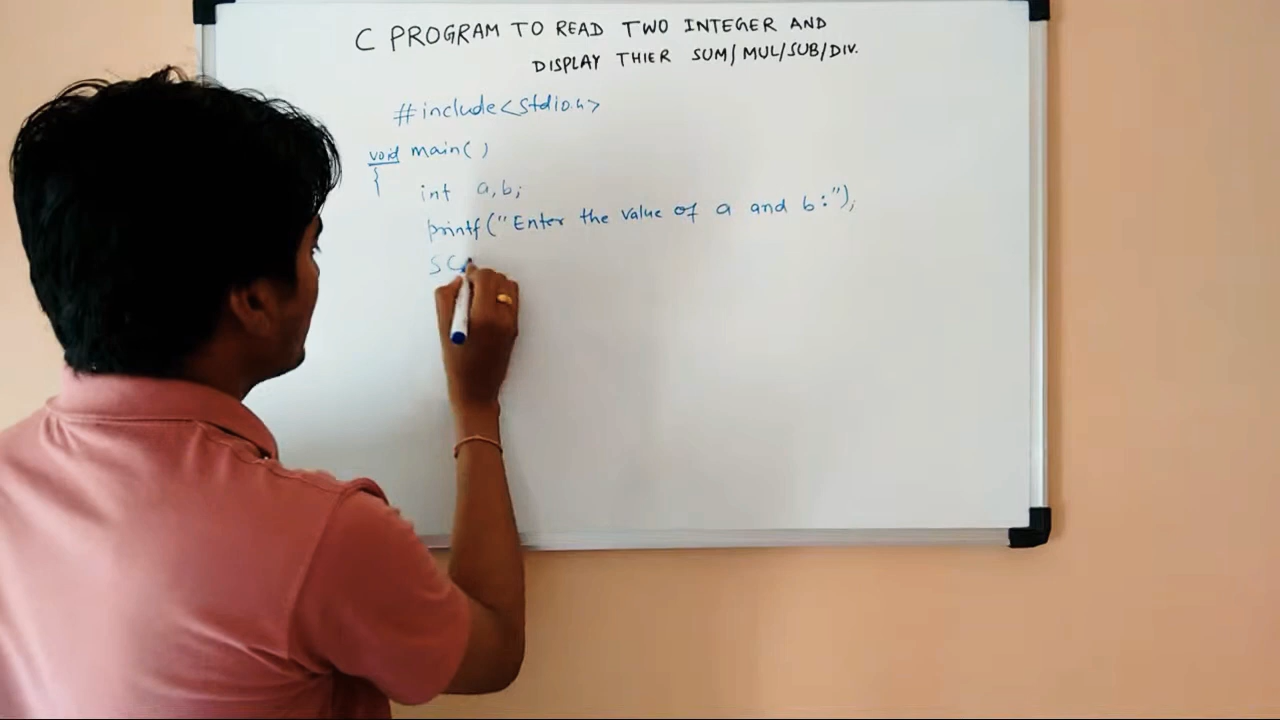 C PROGRAM TO READ TWO INTEGER AND
DISPLAY THIER SUM/MUL/SUB/DIV.
#include<stdio.h>
void main()
{ int a,b;
printf("Enter the value of a and b:");
SC